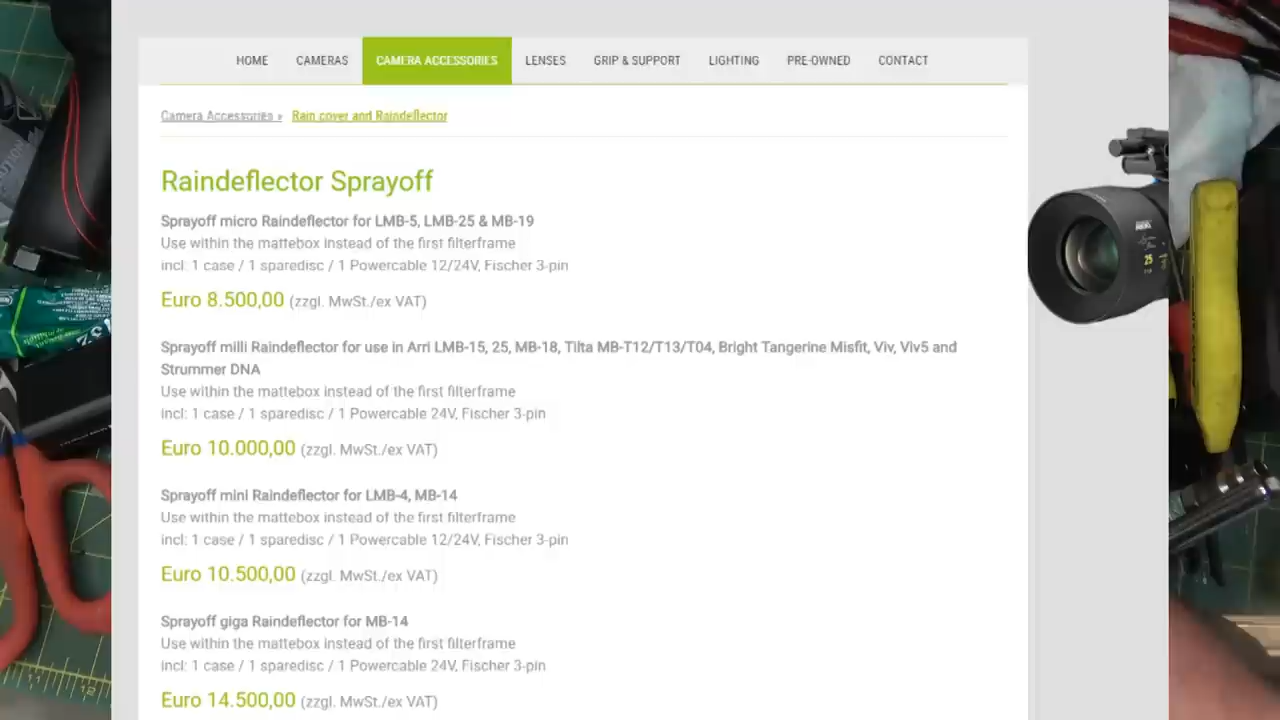 HOME
CAMERAS
CAMERA ACCESSORIES
LENSES
GRIP & SUPPORT
LIGHTING
PRE-OWNED
CONTACT
Camera Accessories » Rain cover and Raindeflector
Raindeflector Sprayoff
Sprayoff micro Raindeflector for LMB-5, LMB-25 & MB-19
Use within the mattebox instead of the first filterframe
incl: 1 case / 1 sparedisc / 1 Powercable 12/24V, Fischer 3-pin
Euro 8.500,00 (zzgl. MwSt./ex VAT)
Sprayoff milli Raindeflector for use in Arri LMB-15, 25, MB-18, Tilta MB-T12/T13/T04, Bright Tangerine Misfit, Viv, Viv5 and
Strummer DNA
Use within the mattebox instead of the first filterframe
incl: 1 case / 1 sparedisc / 1 Powercable 24V, Fischer 3-pin
Euro 10.000,00 (zzgl. MwSt./ex VAT)
Sprayoff mini Raindeflector for LMB-4, MB-14
Use within the mattebox instead of the first filterframe
incl: 1 case / 1 sparedisc / 1 Powercable 12/24V, Fischer 3-pin
Euro 10.500,00 (zzgl. MwSt./ex VAT)
Sprayoff giga Raindeflector for MB-14
Use within the mattebox instead of the first filterframe
incl: 1 case / 1 sparedisc / 1 Powercable 24V, Fischer 3-pin
Euro 14.500,00 (zzgl. MwSt./ex VAT)
25
12